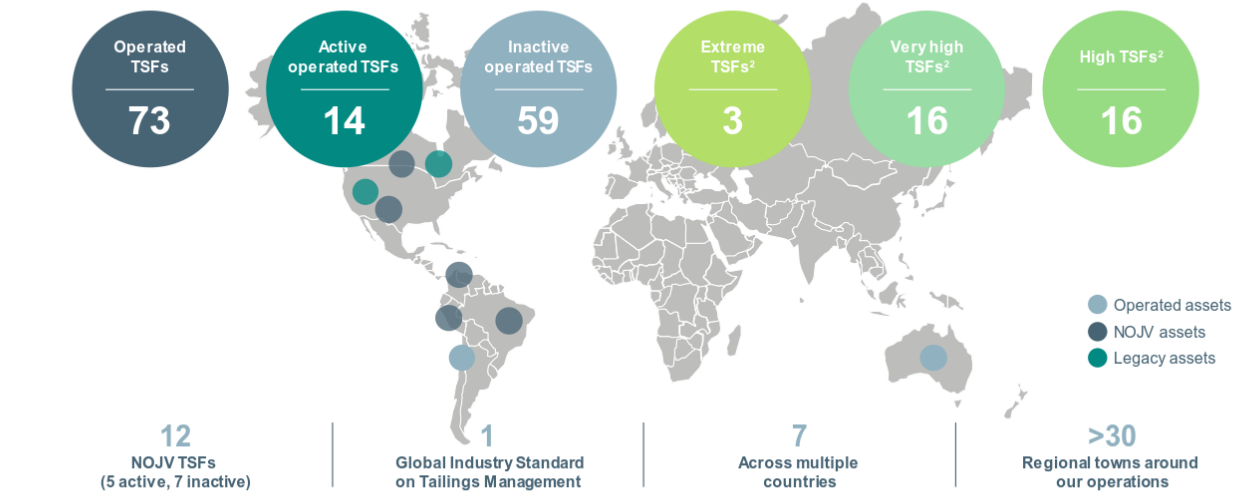 Operated
TSFs
73
Active
operated TSFs
14
Inactive
operated TSFs
59
Extreme
TSFs²
3
Very high
TSFs²
16
High TSFs²
16
Operated assets
NOJV assets
Legacy assets
12
NOJV TSFs
(5 active, 7 inactive)
1
Global Industry Standard
on Tailings Management
7
Across multiple
countries
>30
Regional towns around
our operations